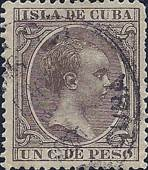 ISLA DE CUBA
UN C. DE PESO